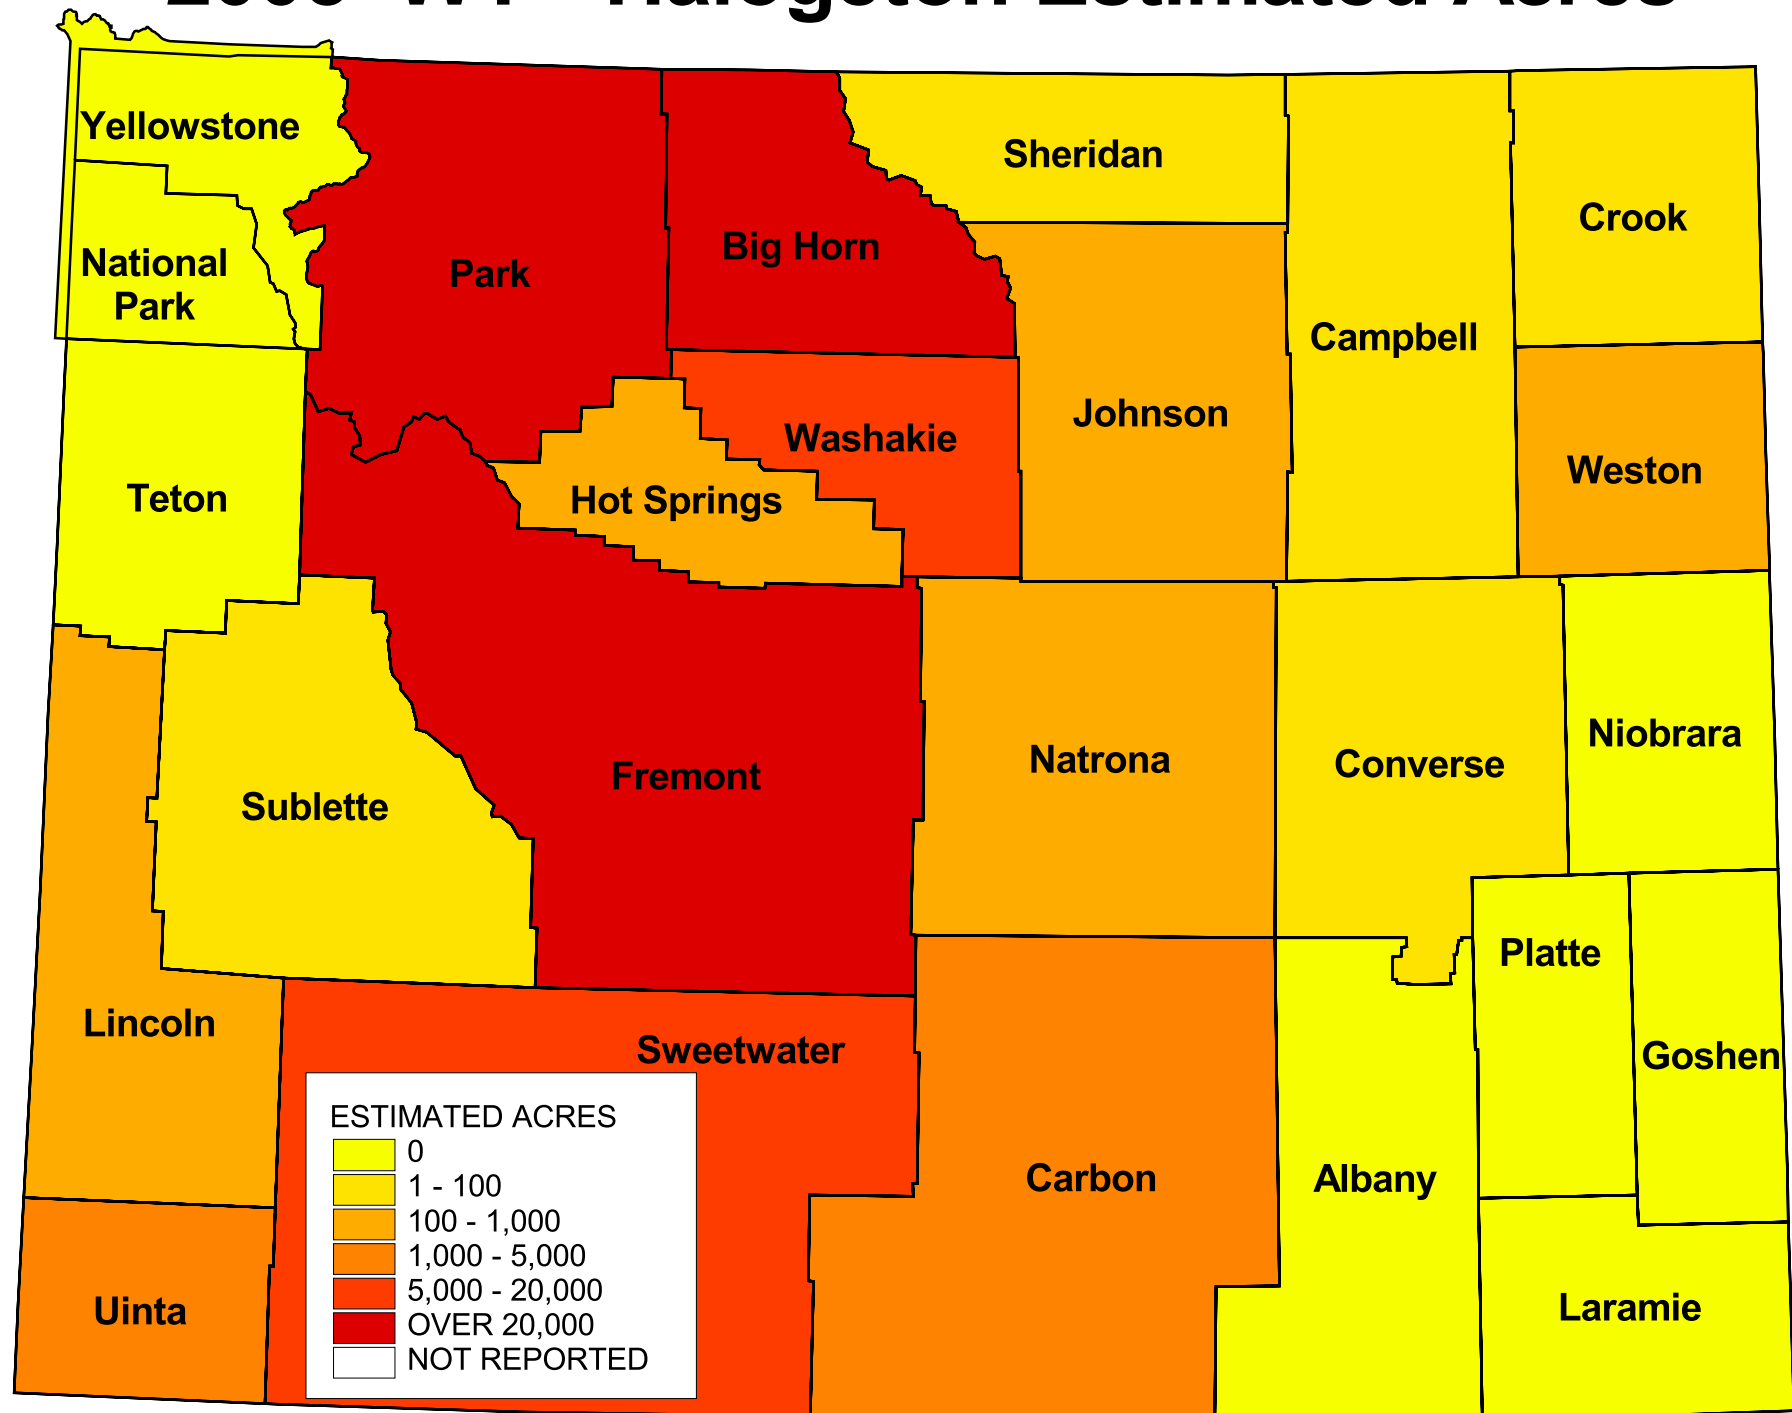 Yellowstone
National
Park
Park
Big Horn
Sheridan
Campbell
Crook
Johnson
Weston
Washakie
Hot Springs
Teton
Sublette
Fremont
Natrona
Converse
Niobrara
Lincoln
Sweetwater
Platte
Goshen
Carbon
Albany
Uinta
Laramie
ESTIMATED ACRES
0
1 - 100
100 - 1,000
1,000 - 5,000
5,000 - 20,000
OVER 20,000
NOT REPORTED